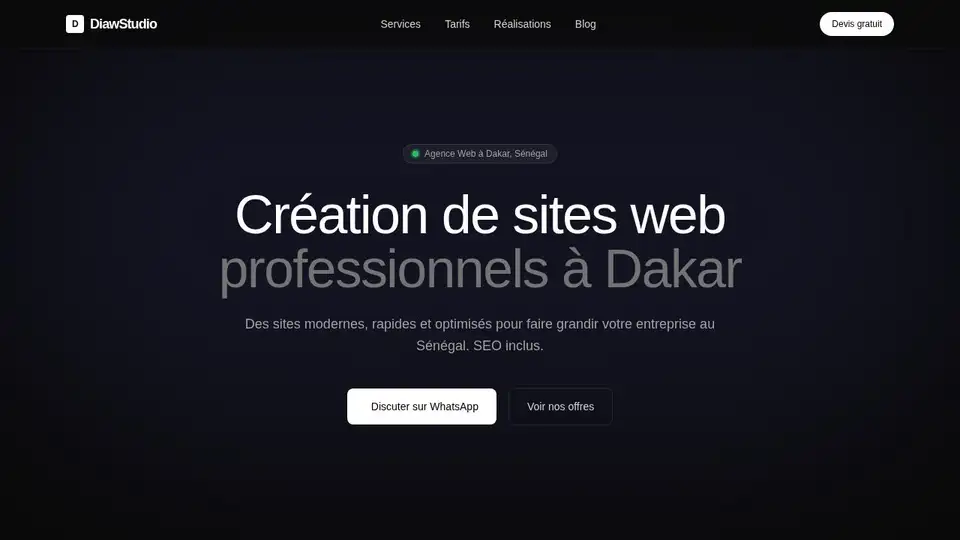 D DiawStudio
Services Tarifs Réalisations Blog
Devis gratuit
Agence Web à Dakar, Sénégal
Création de sites web
professionnels à Dakar
Des sites modernes, rapides et optimisés pour faire grandir votre entreprise au
Sénégal. SEO inclus.
Discuter sur WhatsApp
Voir nos offres